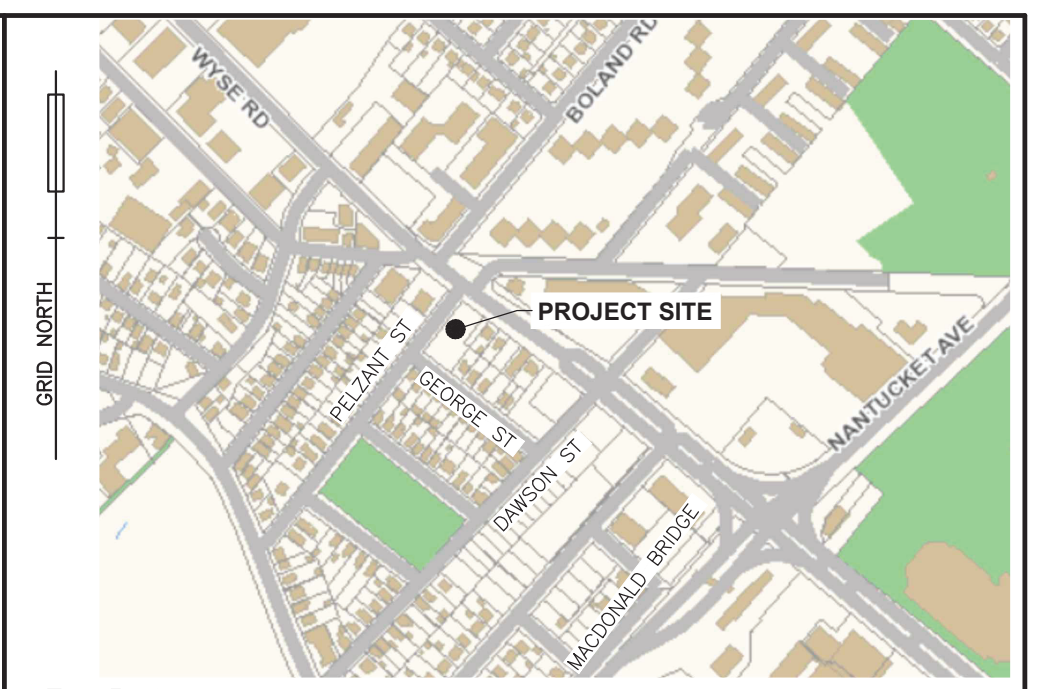 WYSE RD
BOLAND RD
GRID NORTH
PROJECT SITE
PELZANT ST
GEORGE ST
DAWSON ST
NANTUCKET AVE
MACDONALD BRIDGE